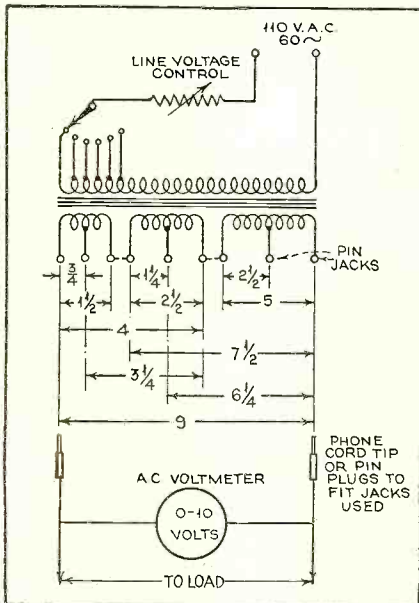 110 V. A.C.
60~
LINE VOLTAGE
CONTROL
PIN
JACKS
3/4
1 1/4
2 1/2
1 1/2
2 1/2
5
4
7 1/2
3 1/4
6 1/4
9
PHONE
CORD TIP
OR PIN
PLUGS TO
FIT JACKS
USED
A.C VOLTMETER
0-10
VOLTS
TO LOAD